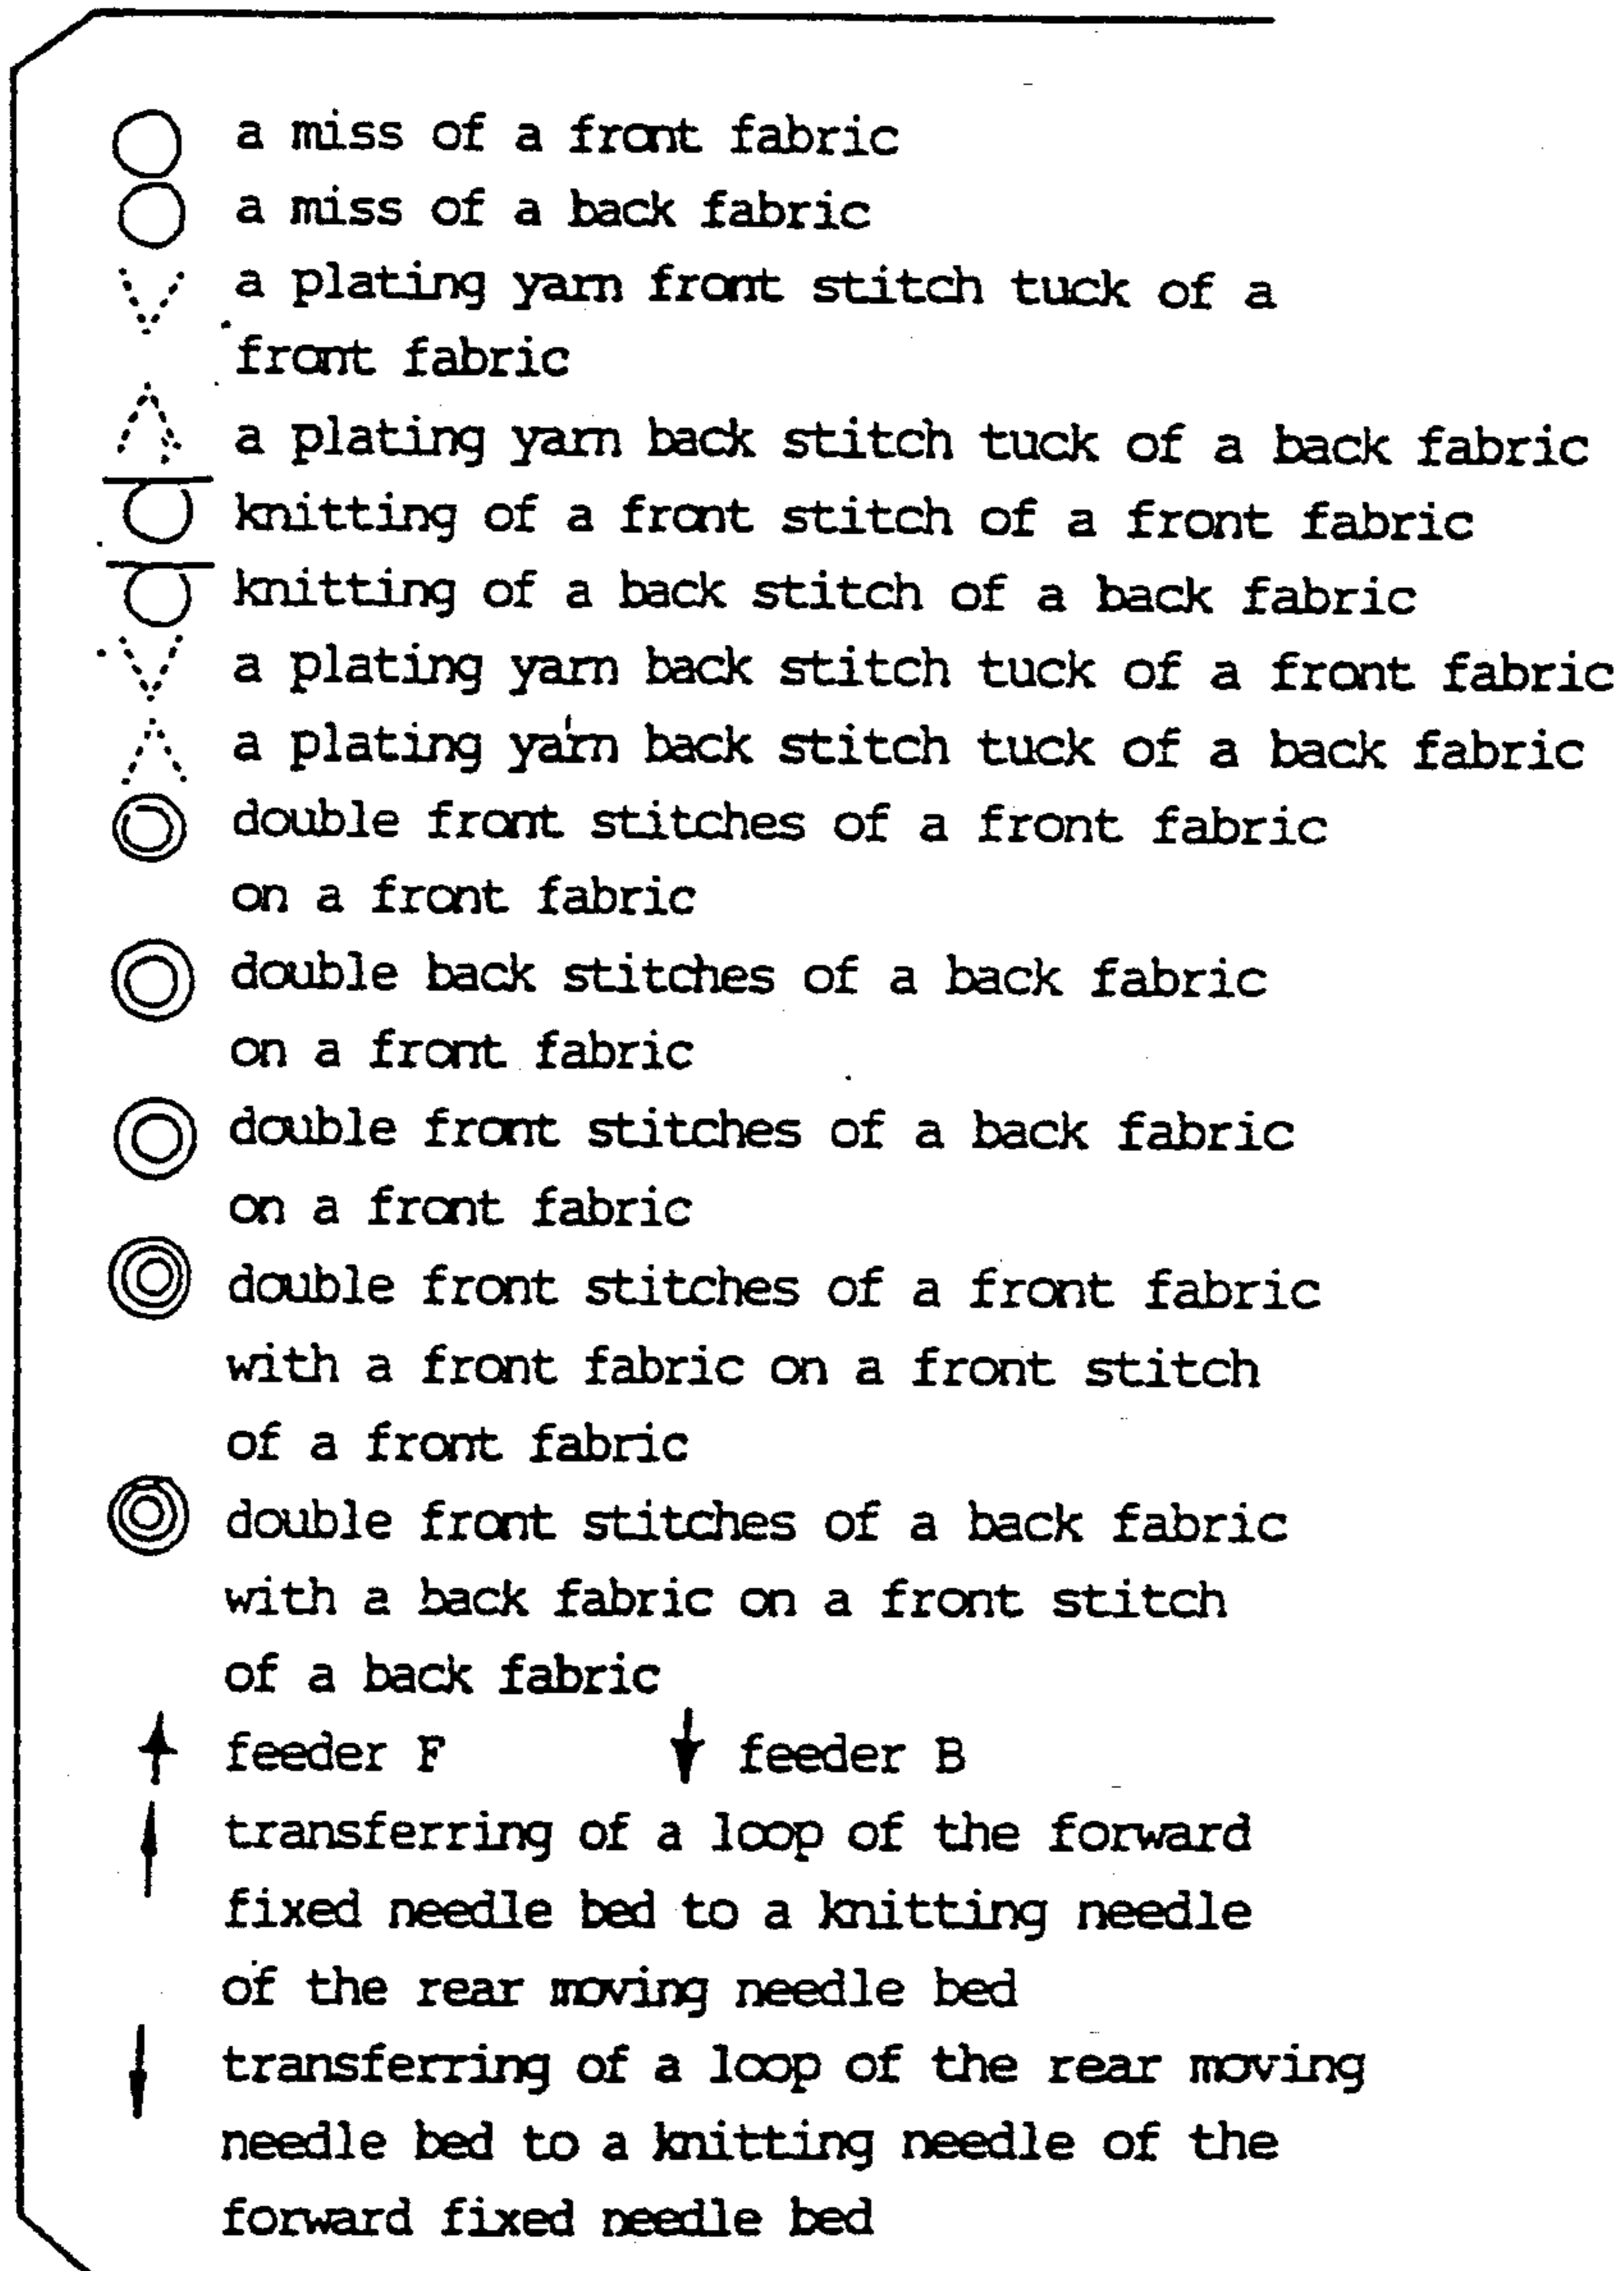 a miss of a front fabric
a miss of a back fabric
a plating yarn front stitch tuck of a
front fabric
a plating yarn back stitch tuck of a back fabric
knitting of a front stitch of a front fabric
knitting of a back stitch of a back fabric
a plating yarn back stitch tuck of a front fabric
a plating yarn back stitch tuck of a back fabric
double front stitches of a front fabric
on a front fabric
double back stitches of a back fabric
on a front fabric
double front stitches of a back fabric
on a front fabric
double front stitches of a front fabric
with a front fabric on a front stitch
of a front fabric
double front stitches of a back fabric
with a back fabric on a front stitch
of a back fabric
feeder F feeder B
transferring of a loop of the forward
fixed needle bed to a knitting needle
of the rear moving needle bed
transferring of a loop of the rear moving
needle bed to a knitting needle of the
forward fixed needle bed